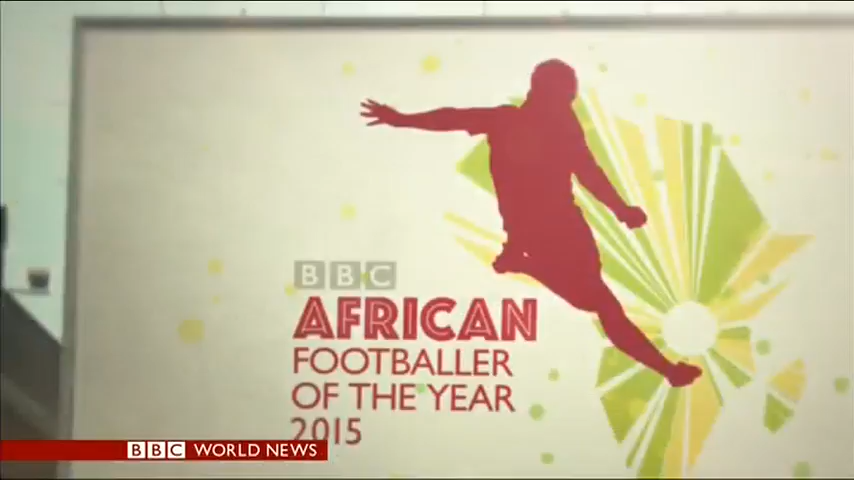 BBC
AFRICAN
FOOTBALLER
OF THE YEAR
2015
BBC WORLD NEWS